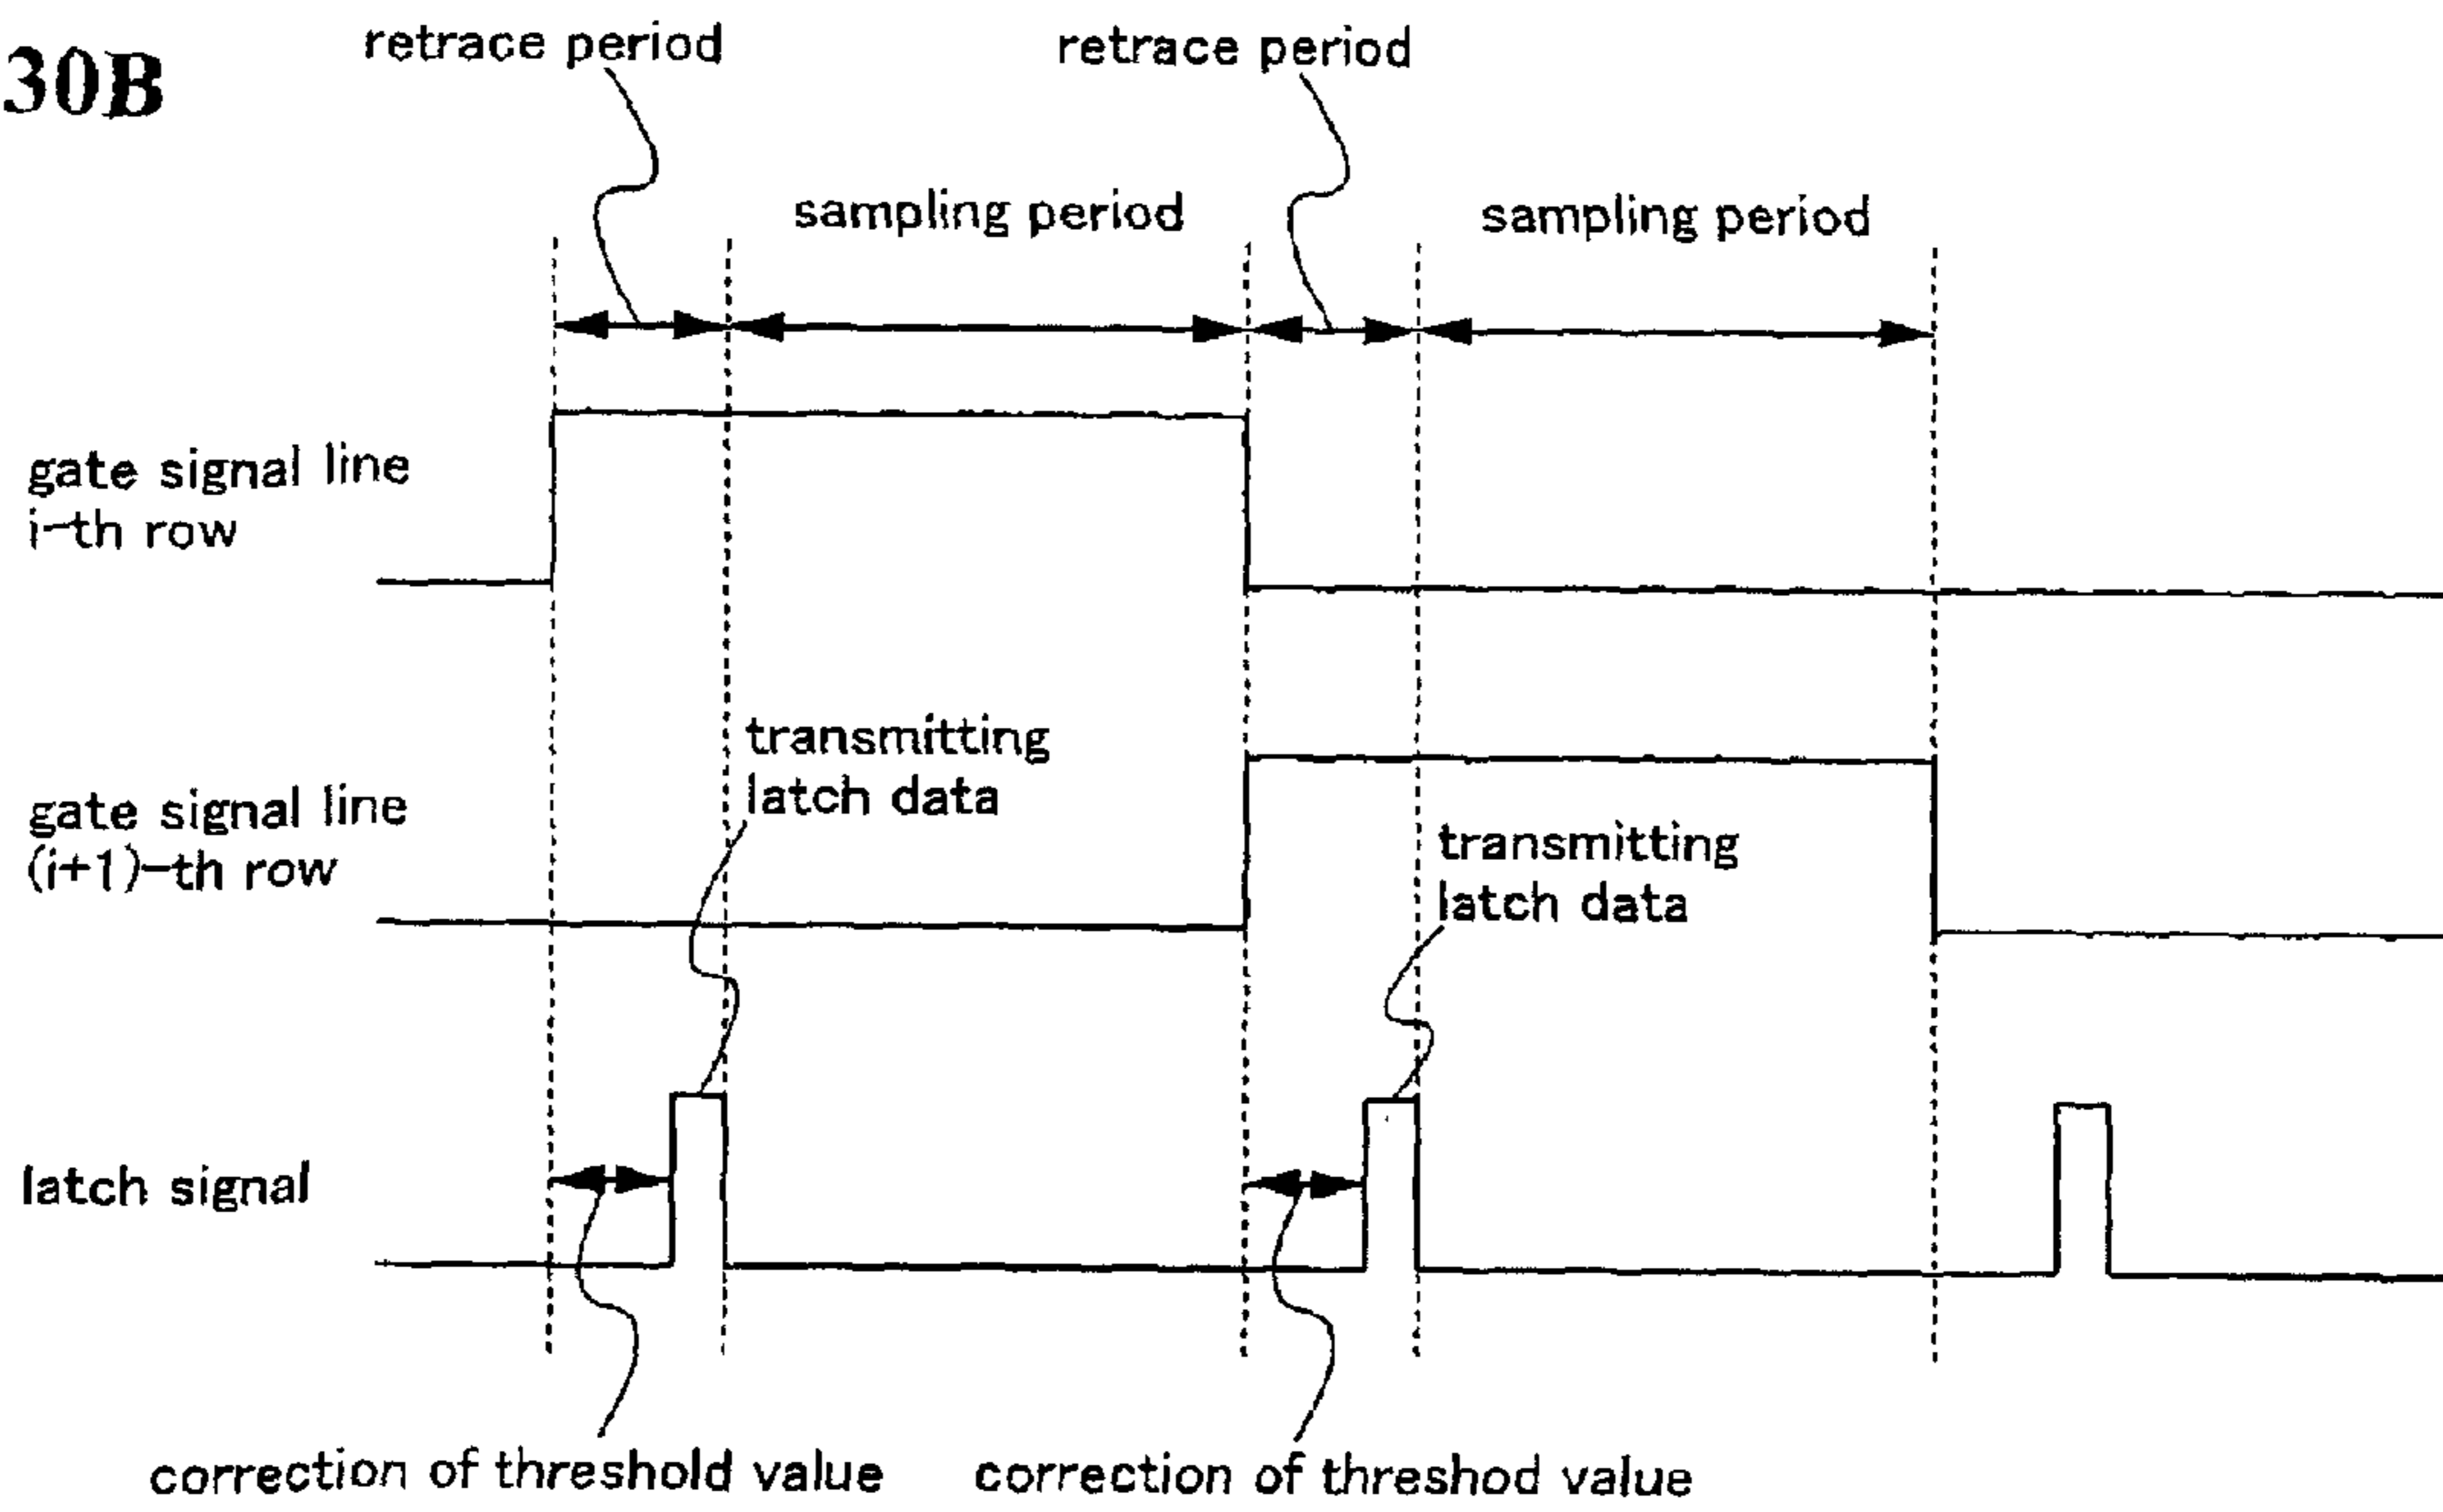 30B
retrace period
retrace period
sampling period
sampling period
gate signal line
i-th row
transmitting
latch data
gate signal line
(i+1)-th row
transmitting
latch data
latch signal
correction of threshold value
correction of threshod value